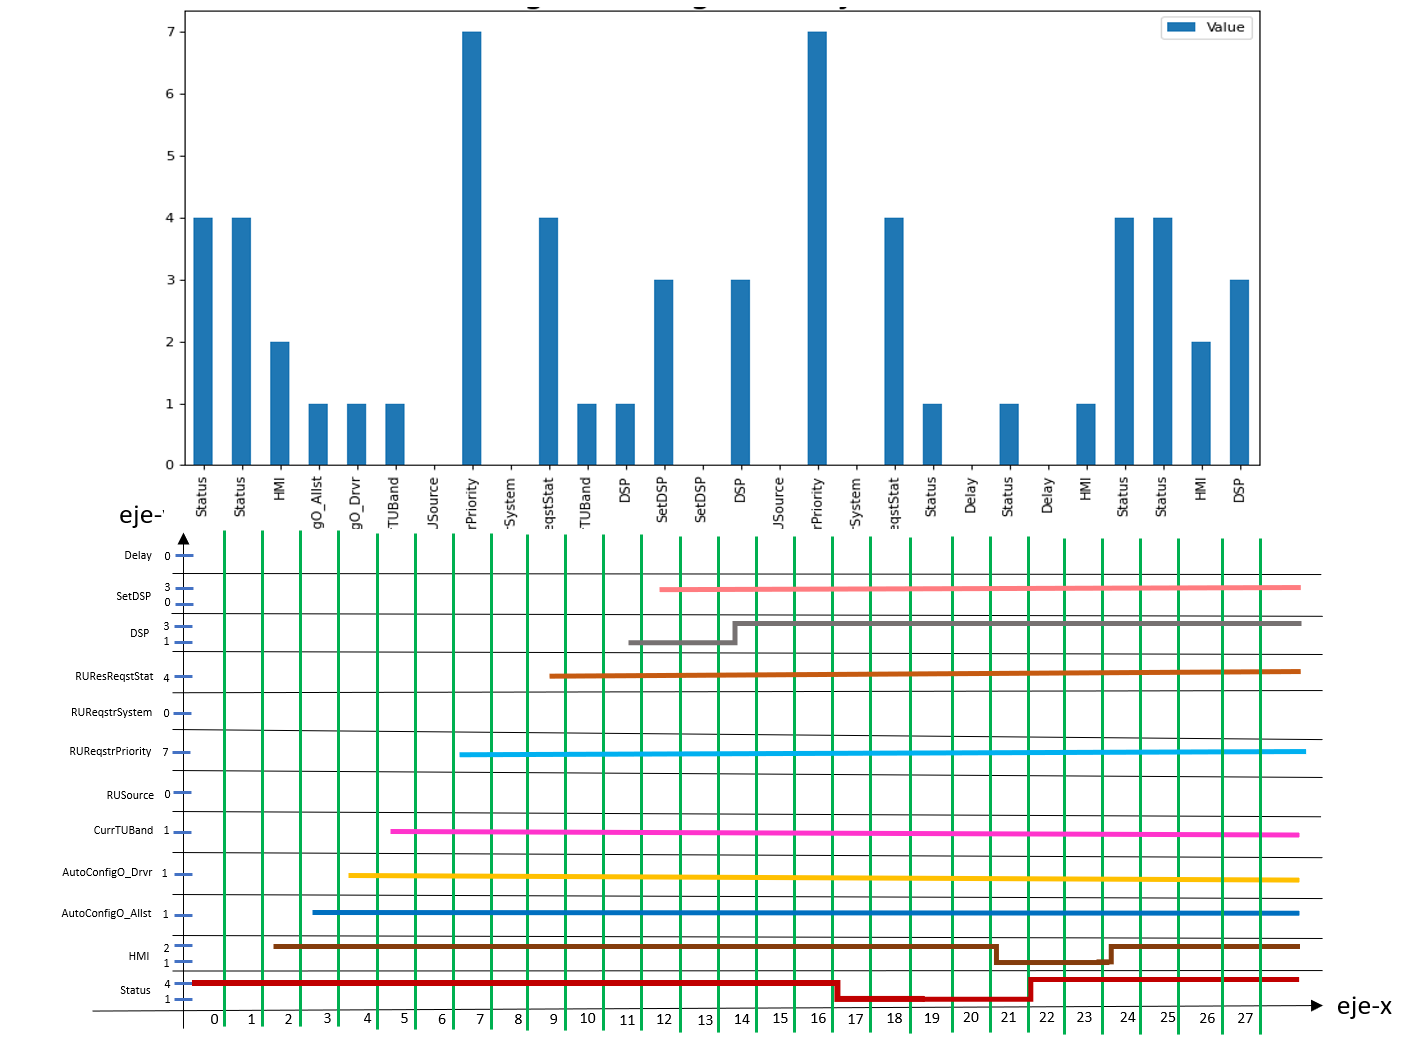 Value
7
6
5
4
3
2
1
0
Status
Status
HMI
gO_Allst
gO_Drvr
TUBand
JSource
rPriority
System
eqstStat
TUBand
DSP
SetDSP
SetDSP
DSP
JSource
rPriority
System
eqstStat
Status
Delay
Status
Delay
HMI
Status
Status
HMI
DSP
eje-
Delay 0
SetDSP 3
0
DSP 3
1
RUResReqstStat 4
RUReqstrSystem 0
RUReqstrPriority 7
RUSource 0
CurrTUBand 1
AutoConfigO_Drvr 1
AutoConfigO_Allst 1
HMI 2
1
Status 4
1
0 1 2 3 4 5 6 7 8 9 10 11 12 13 14 15 16 17 18 19 20 21 22 23 24 25 26 27
eje-x